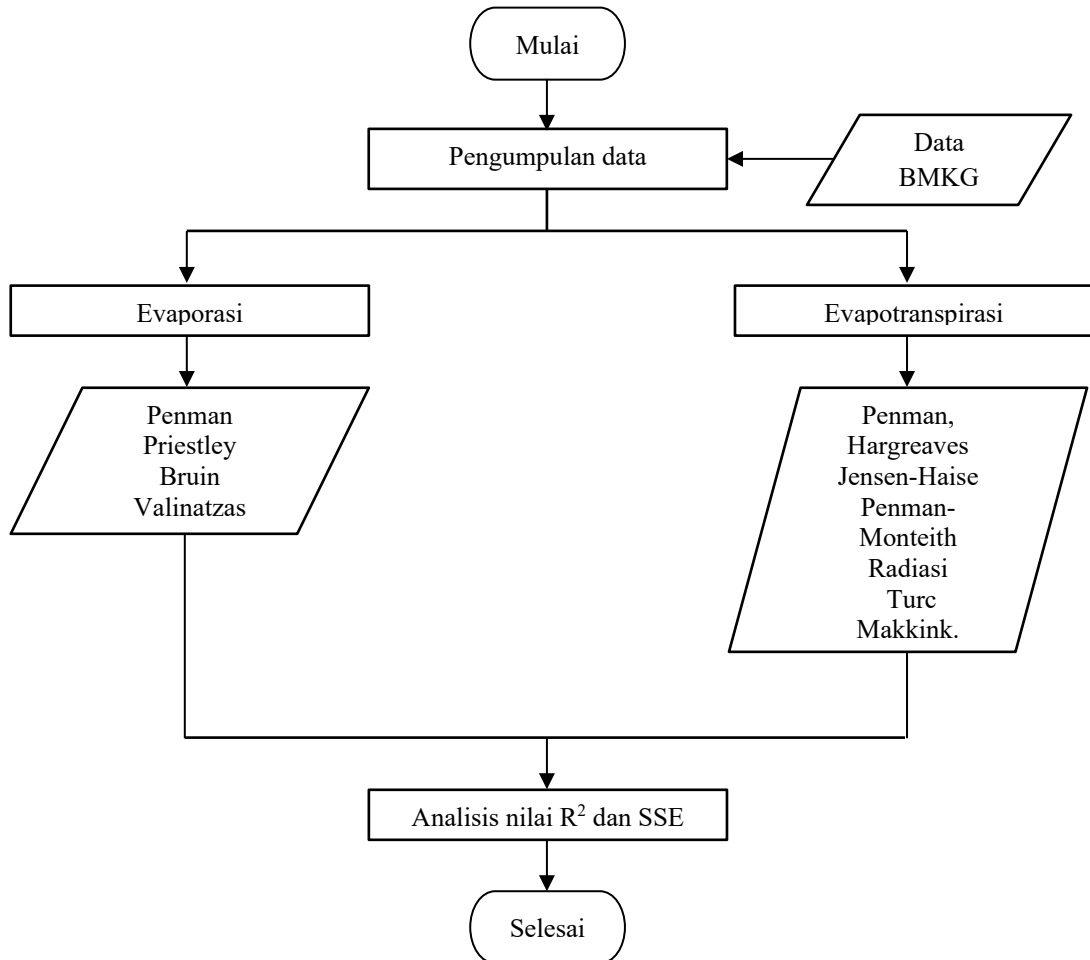 Mulai
Pengumpulan data
Data
BMKG
Evaporasi
Evapotranspirasi
Penman
Priestley
Bruin
Valinatzas
Penman,
Hargreaves
Jensen-Haise
Penman-
Monteith
Radiasi
Turc
Makkink.
Analisis nilai R² dan SSE
Selesai